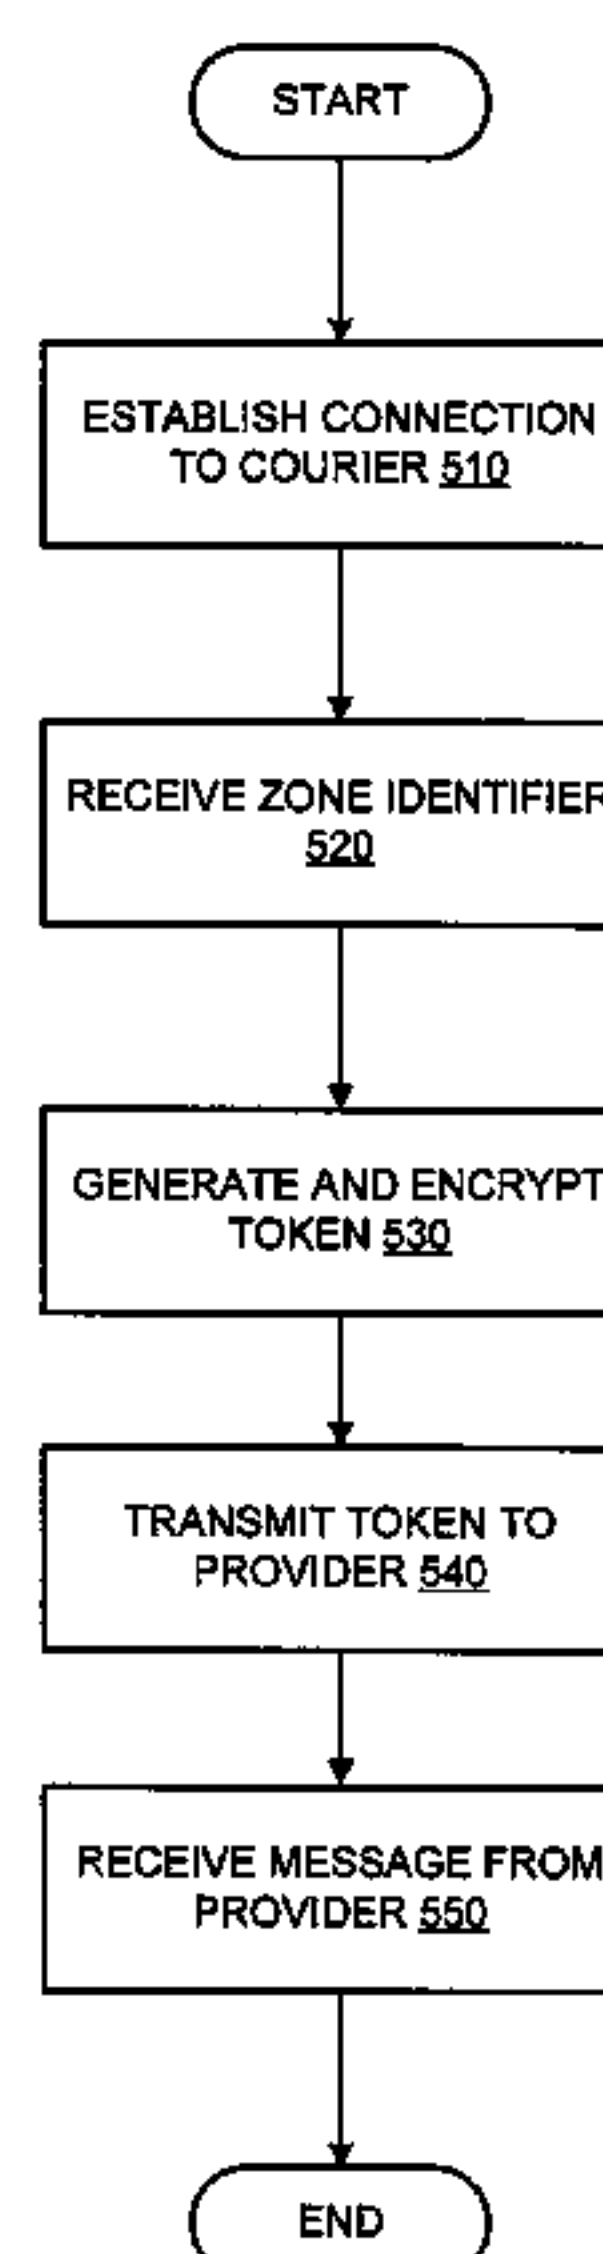 START
ESTABLISH CONNECTION
TO COURIER 510
RECEIVE ZONE IDENTIFIER
520
GENERATE AND ENCRYPT
TOKEN 530
TRANSMIT TOKEN TO
PROVIDER 540
RECEIVE MESSAGE FROM
PROVIDER 550
END